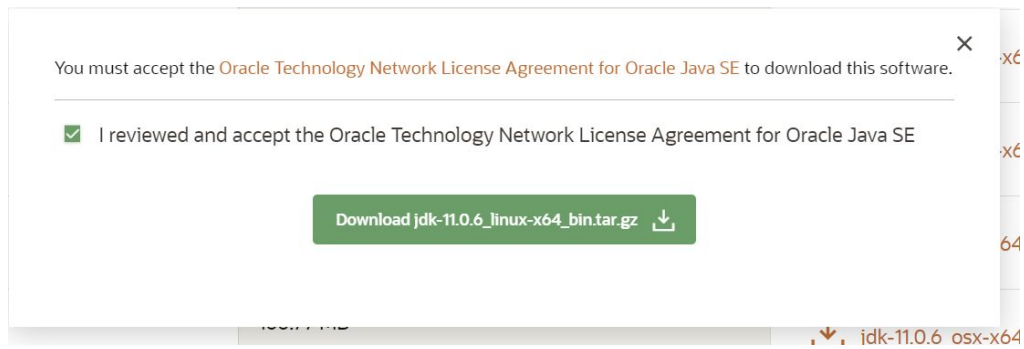 You must accept the Oracle Technology Network License Agreement for Oracle Java SE to download this software.
I reviewed and accept the Oracle Technology Network License Agreement for Oracle Java SE
Download jdk-11.0.6_linux-x64_bin.tar.gz
jdk-11.0.6_osx-x64